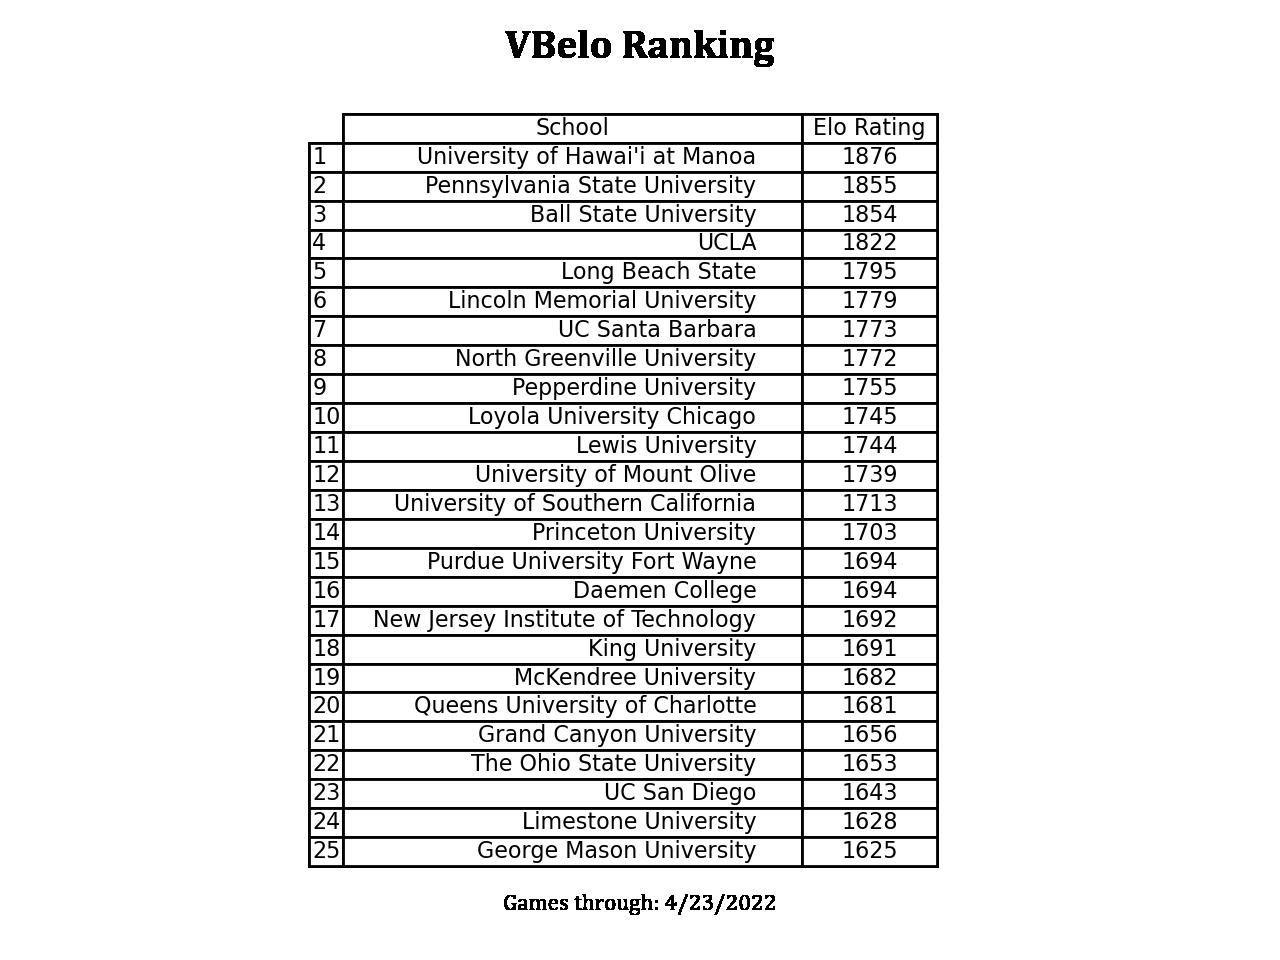 VBelo Ranking
School Elo Rating
1 University of Hawai'i at Manoa 1876
2 Pennsylvania State University 1855
3 Ball State University 1854
4 UCLA 1822
5 Long Beach State 1795
6 Lincoln Memorial University 1779
7 UC Santa Barbara 1773
8 North Greenville University 1772
9 Pepperdine University 1755
10 Loyola University Chicago 1745
11 Lewis University 1744
12 University of Mount Olive 1739
13 University of Southern California 1713
14 Princeton University 1703
15 Purdue University Fort Wayne 1694
16 Daemen College 1694
17 New Jersey Institute of Technology 1692
18 King University 1691
19 McKendree University 1682
20 Queens University of Charlotte 1681
21 Grand Canyon University 1656
22 The Ohio State University 1653
23 UC San Diego 1643
24 Limestone University 1628
25 George Mason University 1625
Games through: 4/23/2022